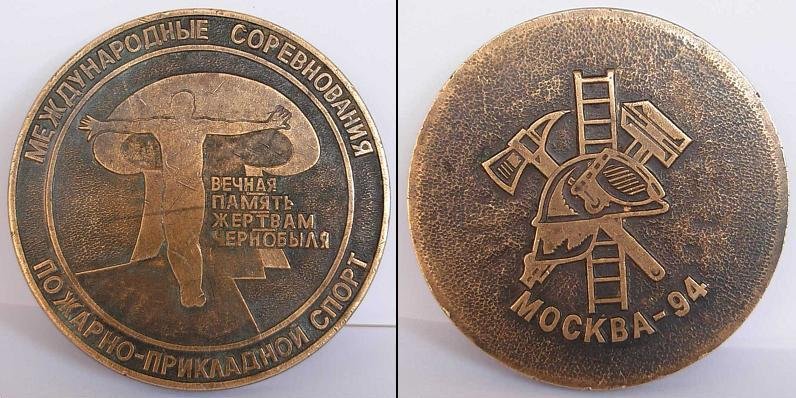 МЕЖДУНАРОДНЫЕ СОРЕВНОВАНИЯ
ПОЖАРНО-ПРИКЛАДНОЙ СПОРТ
ВЕЧНАЯ
ПАМЯТЬ
ЖЕРТВАМ
ЧЕРНОБЫЛЯ
МОСКВА-94